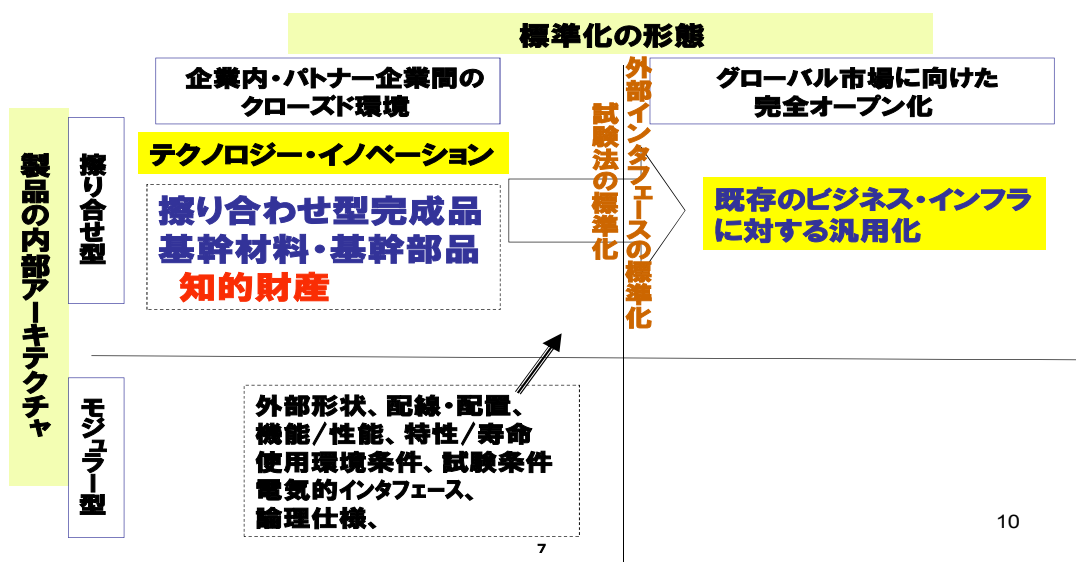 標準化の形態
企業内・パトナー企業間の
クローズド環境
グローバル市場に向けた
完全オープン化
製品の内部アーキテクチャ
擦り合せ型
テクノロジー・イノベーション
擦り合わせ型完成品
基幹材料・基幹部品
知的財産
試験法の標準化
外部インタフェースの標準化
既存のビジネス・インフラ
に対する汎用化
モジュラー型
外部形状、配線・配置、
機能/性能、特性/寿命
使用環境条件、試験条件
電気的インタフェース、
論理仕様、
7
10